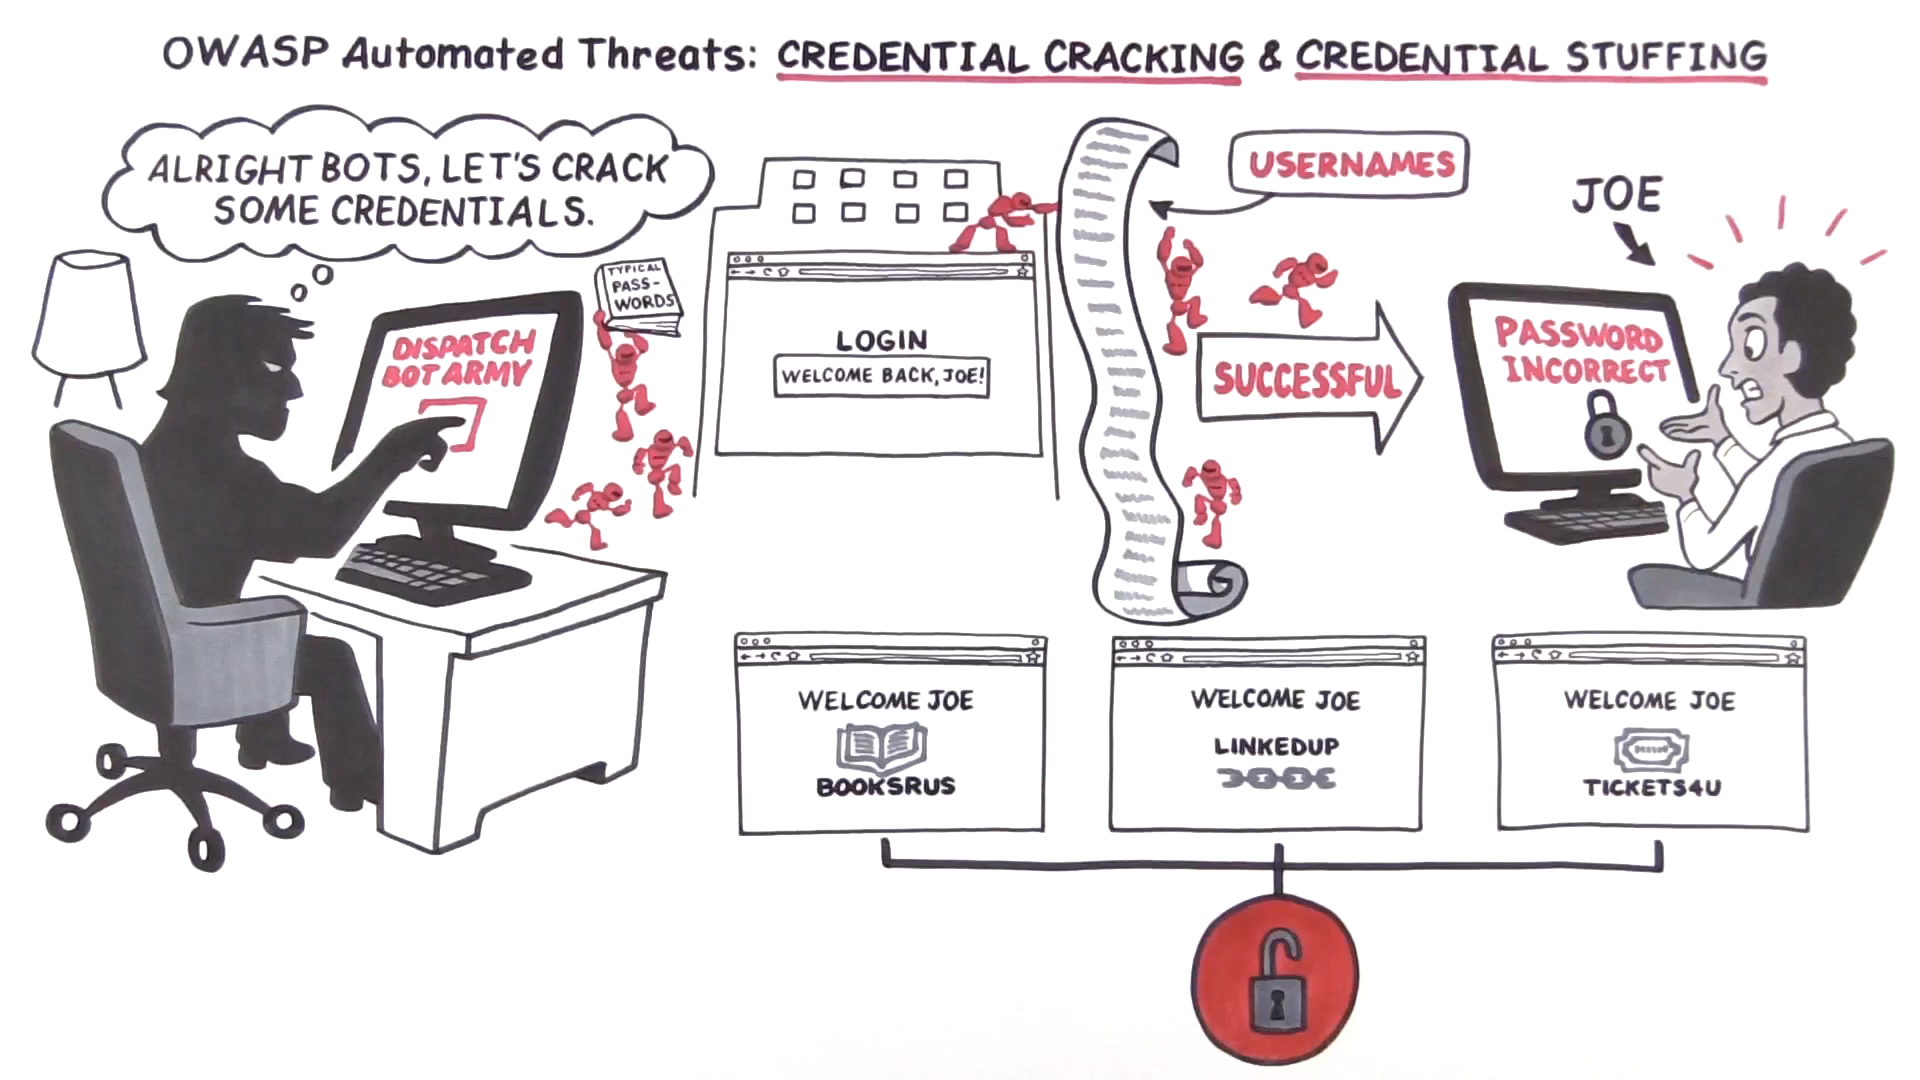 OWASP Automated Threats: CREDENTIAL CRACKING & CREDENTIAL STUFFING
ALRIGHT BOTS, LET'S CRACK
SOME CREDENTIALS.
DISPATCH
BOT ARMY
TYPICAL
PASS-
WORDS
LOGIN
WELCOME BACK, JOE!
USERNAMES
SUCCESSFUL
JOE
PASSWORD
INCORRECT
WELCOME JOE
BOOKSRUS
WELCOME JOE
LINKEDUP
WELCOME JOE
TICKETS4U